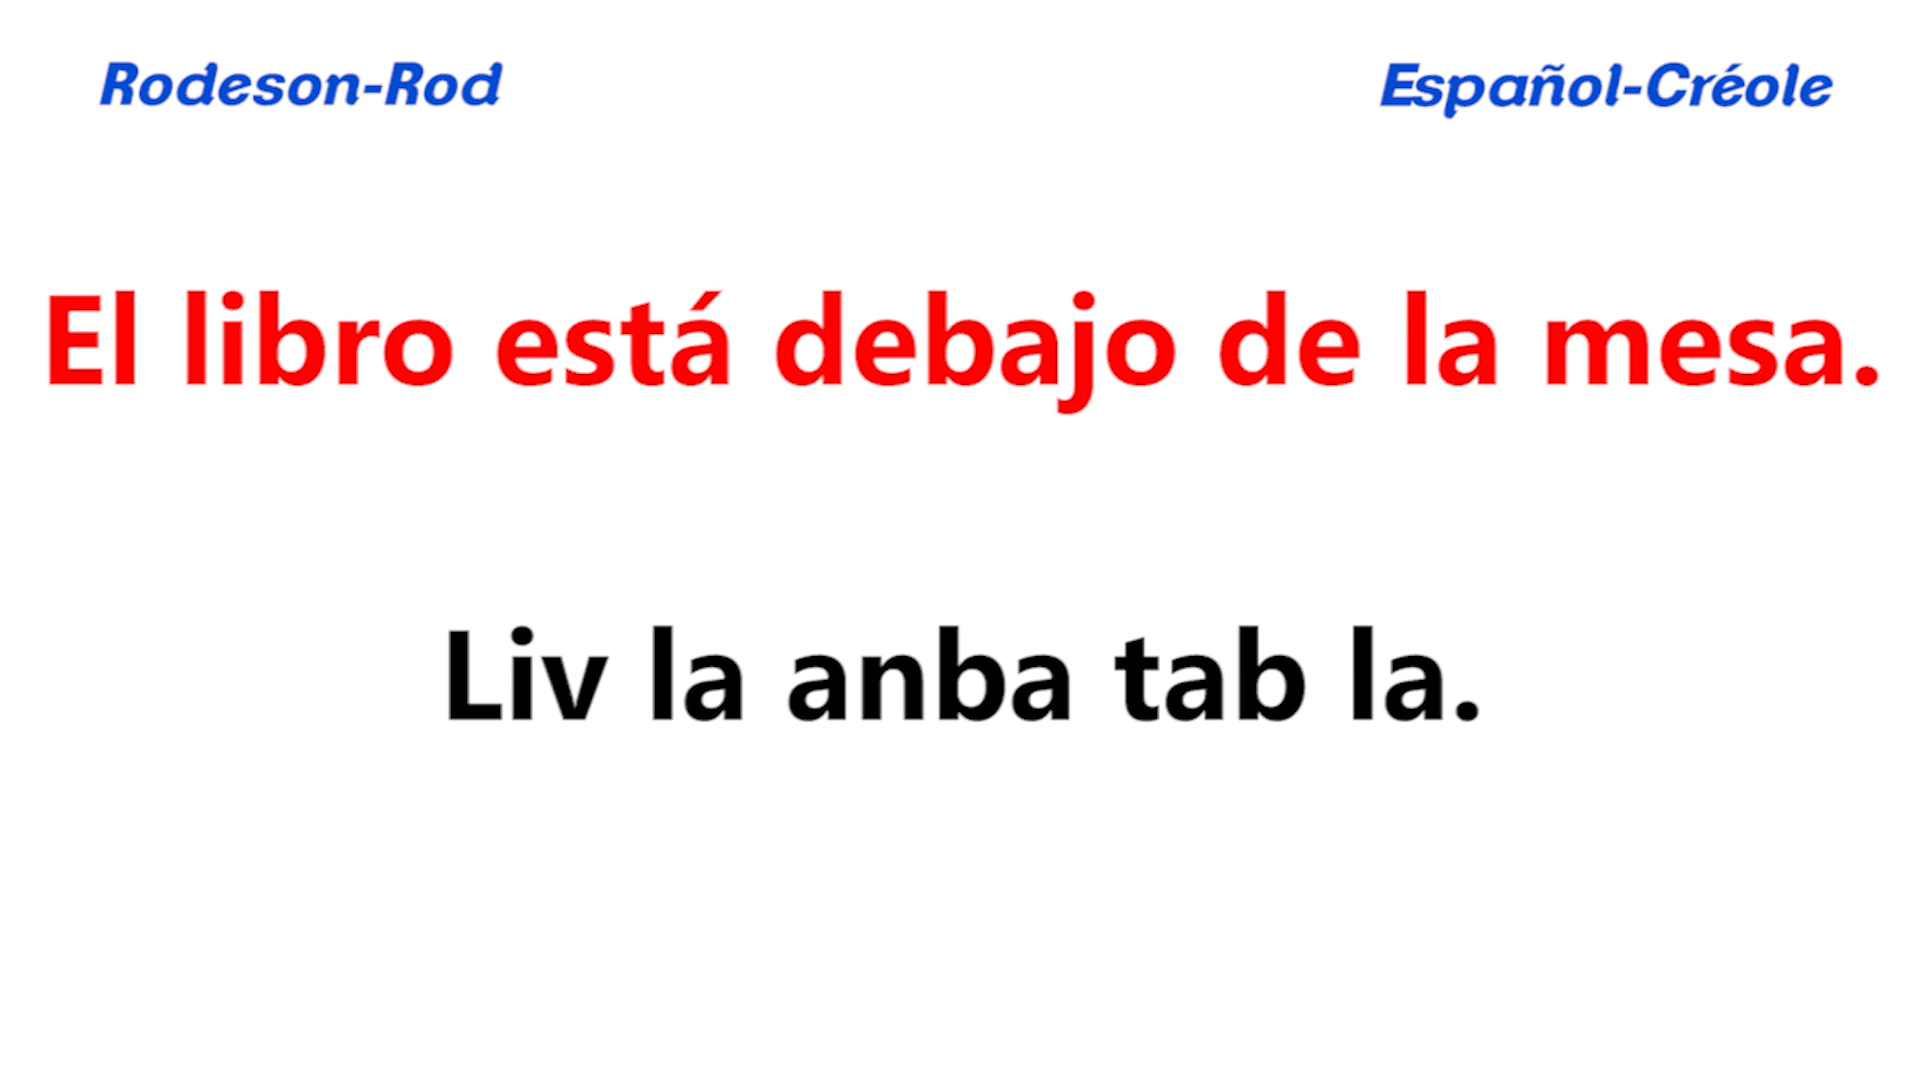 Rodeson-Rod
Español-Créole
El libro está debajo de la mesa.
Liv la anba tab la.